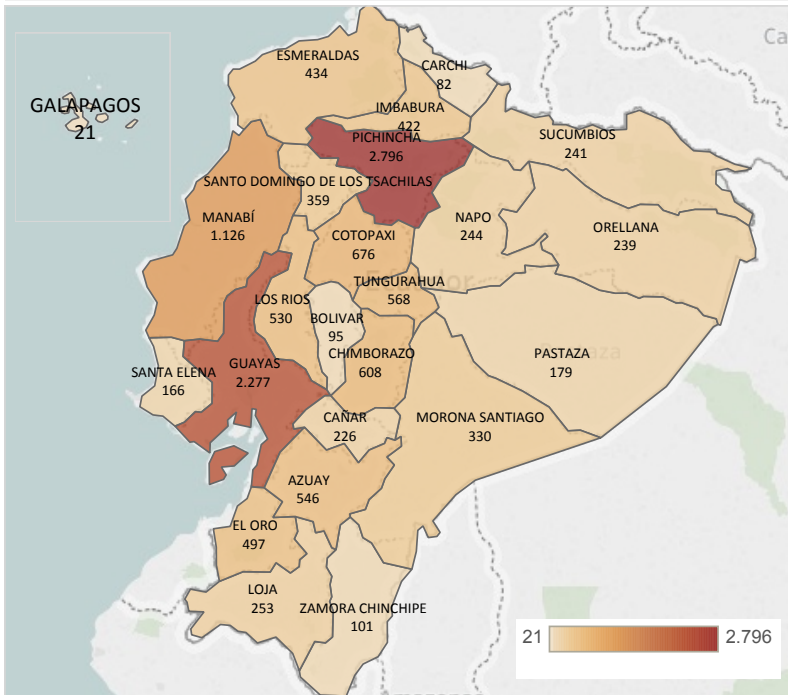 ESMERALDAS
434
CARCHI
82
Ca
GALAPAGOS
21
IMBABURA
422
PICHINCHA
2.796
SUCUMBIOS
241
SANTO DOMINGO DE LOS TSACHILAS
359
MANABÍ
1.126
NAPO
244
ORELLANA
239
COTOPAXI
676
Ecuador
TUNGURAHUA
568
LOS RIOS
530
BOLIVAR
95
CHIMBORAZO
608
PASTAZA
179
SANTA ELENA
166
GUAYAS
2.277
CAÑAR
226
MORONA SANTIAGO
330
AZUAY
546
EL ORO
497
LOJA
253
ZAMORA CHINCHIPE
101
21
2.796